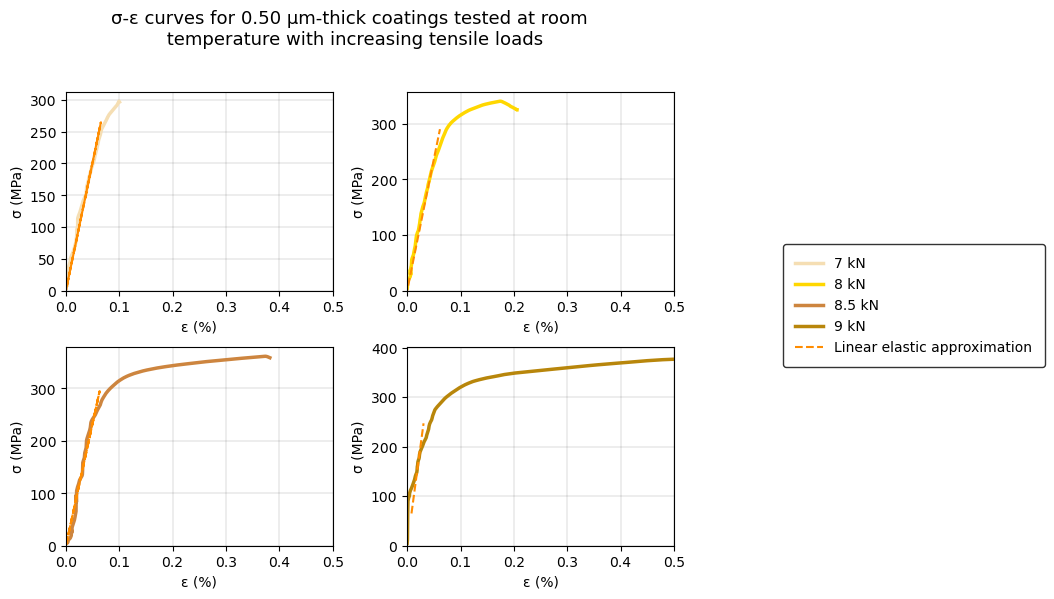 σ-ε curves for 0.50 μm-thick coatings tested at room
temperature with increasing tensile loads
300
250
200
150
100
50
0
σ (MPa)
0.0 0.1 0.2 0.3 0.4 0.5
ε (%)
300
200
100
0
σ (MPa)
0.0 0.1 0.2 0.3 0.4 0.5
ε (%)
300
200
100
0
σ (MPa)
0.0 0.1 0.2 0.3 0.4 0.5
ε (%)
400
300
200
100
0
σ (MPa)
0.0 0.1 0.2 0.3 0.4 0.5
ε (%)
7 kN
8 kN
8.5 kN
9 kN
Linear elastic approximation